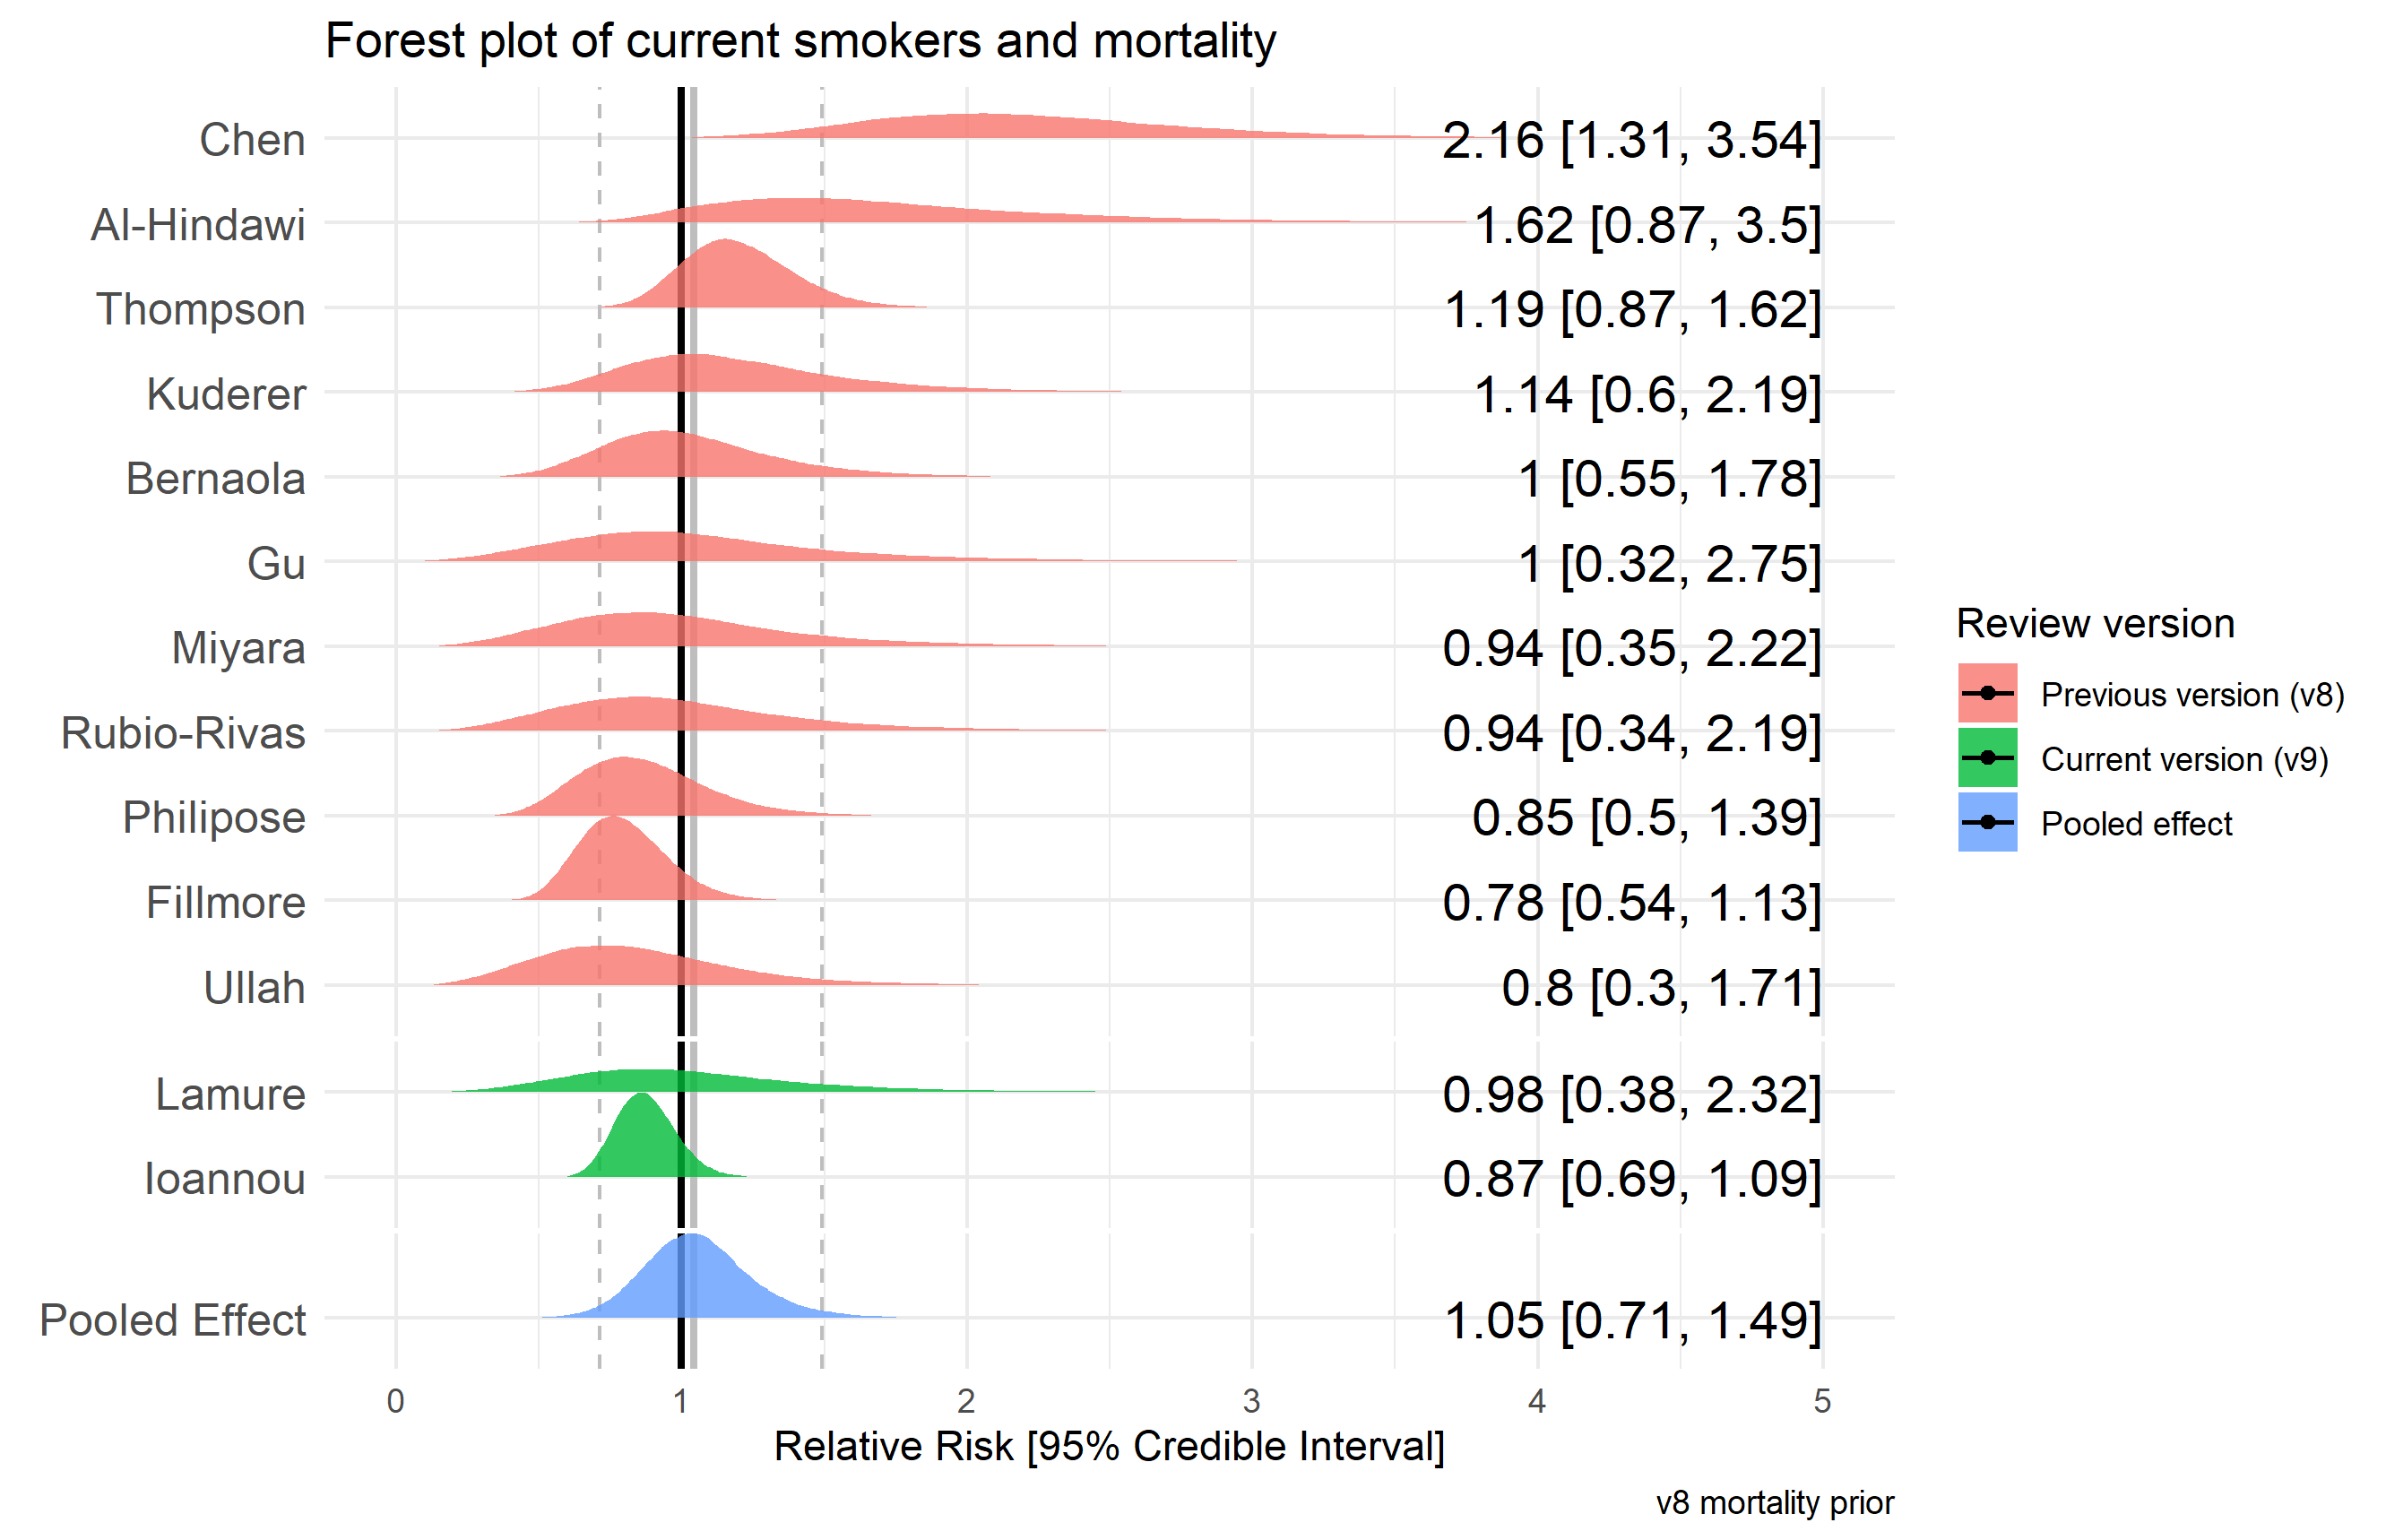 Forest plot of current smokers and mortality
Chen 2.16 [1.31, 3.54]
Al-Hindawi 1.62 [0.87, 3.5]
Thompson 1.19 [0.87, 1.62]
Kuderer 1.14 [0.6, 2.19]
Bernaola 1 [0.55, 1.78]
Gu 1 [0.32, 2.75]
Miyara 0.94 [0.35, 2.22]
Rubio-Rivas 0.94 [0.34, 2.19]
Philipose 0.85 [0.5, 1.39]
Fillmore 0.78 [0.54, 1.13]
Ullah 0.8 [0.3, 1.71]
Lamure 0.98 [0.38, 2.32]
Ioannou 0.87 [0.69, 1.09]
Pooled Effect 1.05 [0.71, 1.49]
0 1 2 3 4 5
Relative Risk [95% Credible Interval]
v8 mortality prior
Review version
Previous version (v8)
Current version (v9)
Pooled effect